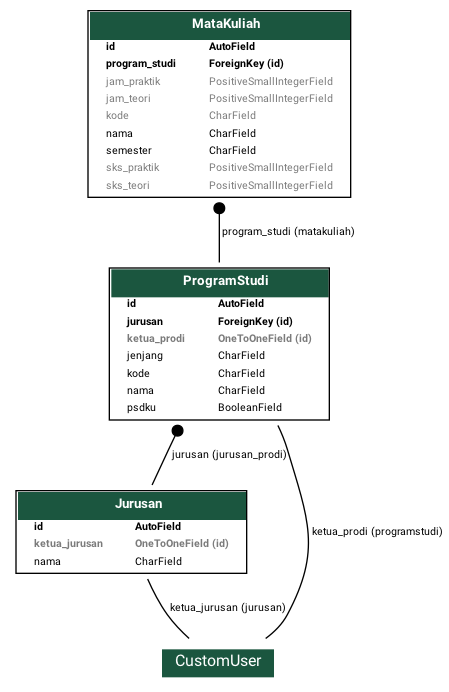 MataKuliah
id AutoField
program_studi ForeignKey (id)
jam_praktik PositiveSmallIntegerField
jam_teori PositiveSmallIntegerField
kode CharField
nama CharField
semester CharField
sks_praktik PositiveSmallIntegerField
sks_teori PositiveSmallIntegerField
program_studi (matakuliah)
ProgramStudi
id AutoField
jurusan ForeignKey (id)
ketua_prodi OneToOneField (id)
jenjang CharField
kode CharField
nama CharField
psdku BooleanField
jurusan (jurusan_prodi)
Jurusan
id AutoField
ketua_jurusan OneToOneField (id)
nama CharField
ketua_prodi (programstudi)
ketua_jurusan (jurusan)
CustomUser